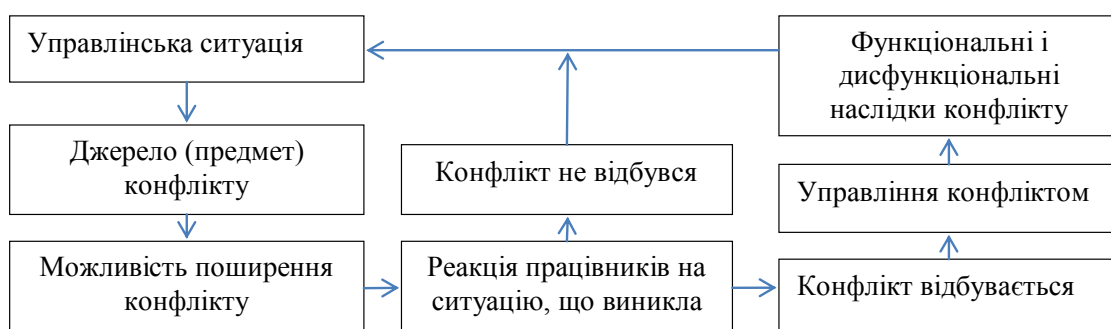 Управлінська ситуація
Функціональні і
дисфункціональні
наслідки конфлікту
Джерело (предмет)
конфлікту
Конфлікт не відбувся
Управління конфліктом
Можливість поширення
конфлікту
Реакція працівників на
ситуацію, що виникла
Конфлікт відбувається